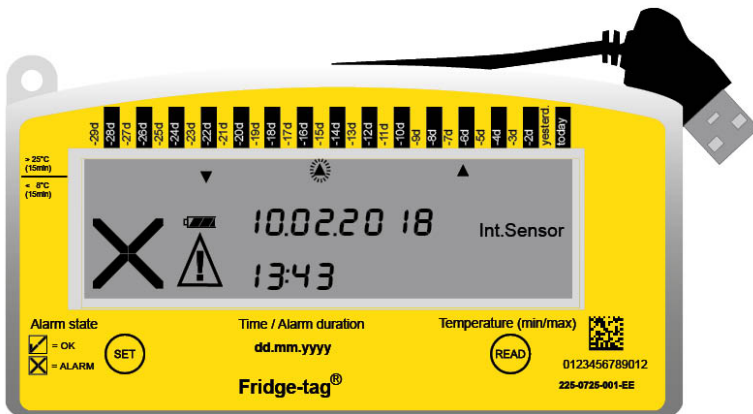 -29d -28d -27d -26d -25d -24d -23d -22d -21d -20d -19d -18d -17d -16d -15d -14d -13d -12d -11d -10d -9d -8d -7d -6d -5d -4d -3d -2d yesterd. today
> 25°C
(15min)
< 8°C
(15min)
10.02.2018
Int.Sensor
13:43
Alarm state
= OK
= ALARM
SET
Time / Alarm duration
dd.mm.yyyy
Temperature (min/max)
READ
0123456789012
225-0725-001-EE
Fridge-tag®